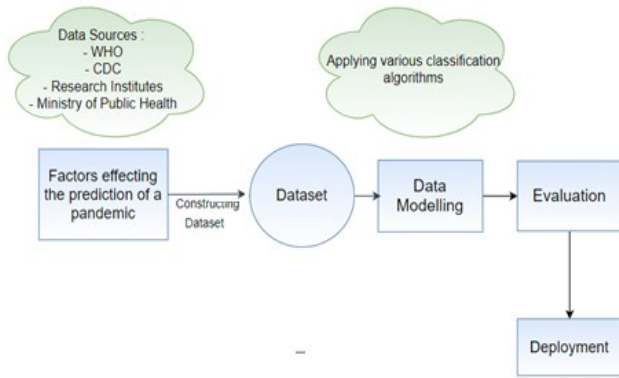 Data Sources :
- WHO
- CDC
- Research Institutes
- Ministry of Public Health
Applying various classification
algorithms
Factors effecting
the prediction of a
pandemic
Constructing
Dataset
Dataset
Data
Modelling
Evaluation
Deployment